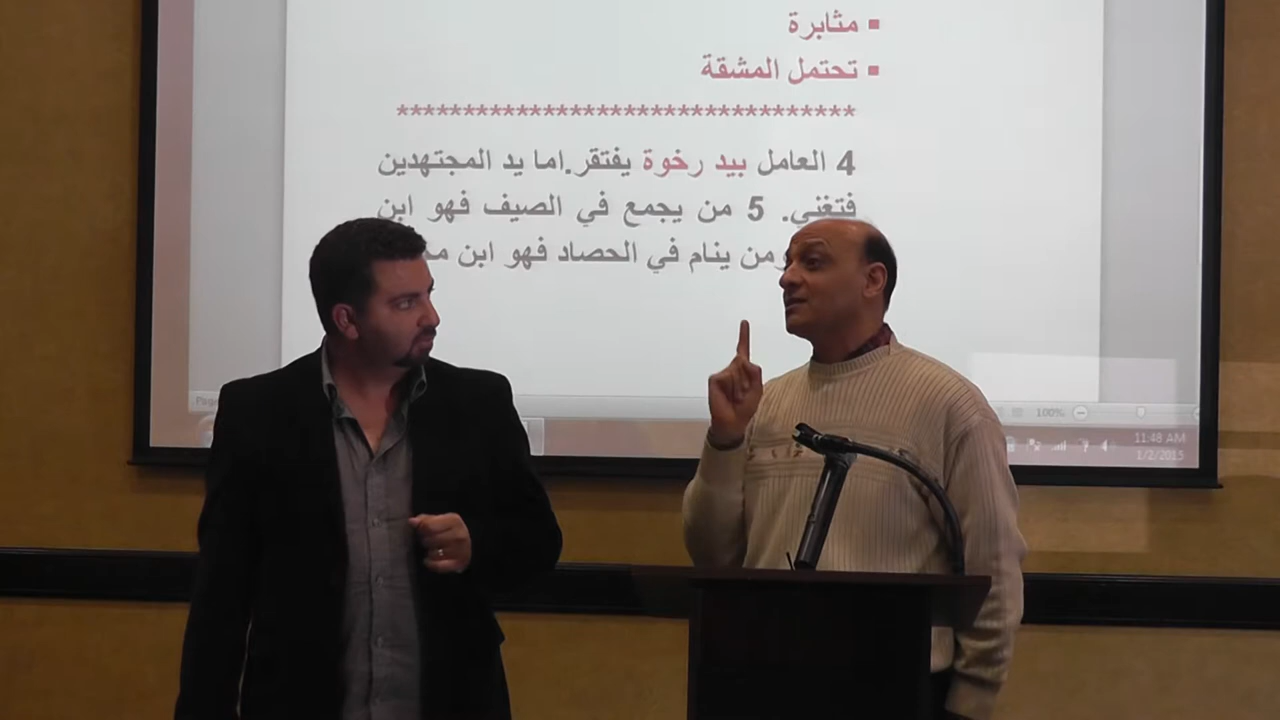 ▪ مثابرة
▪ تحتمل المشقة
***********************************
4 العامل بيد رخوة يفتقر.اما يد المجتهدين
فتغني. 5 من يجمع في الصيف فهو ابن
ومن ينام في الحصاد فهو ابن
100%
11:48 AM
1/2/2015